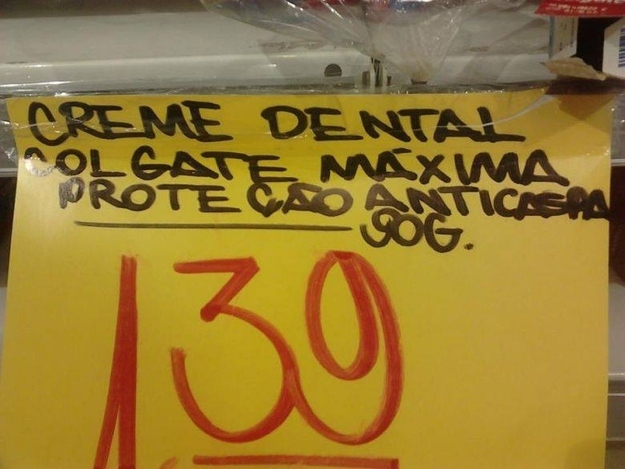 CREME DENTAL
COLGATE MÁXIMA
PROTEÇÃO ANTICASPA
90G.
1,39